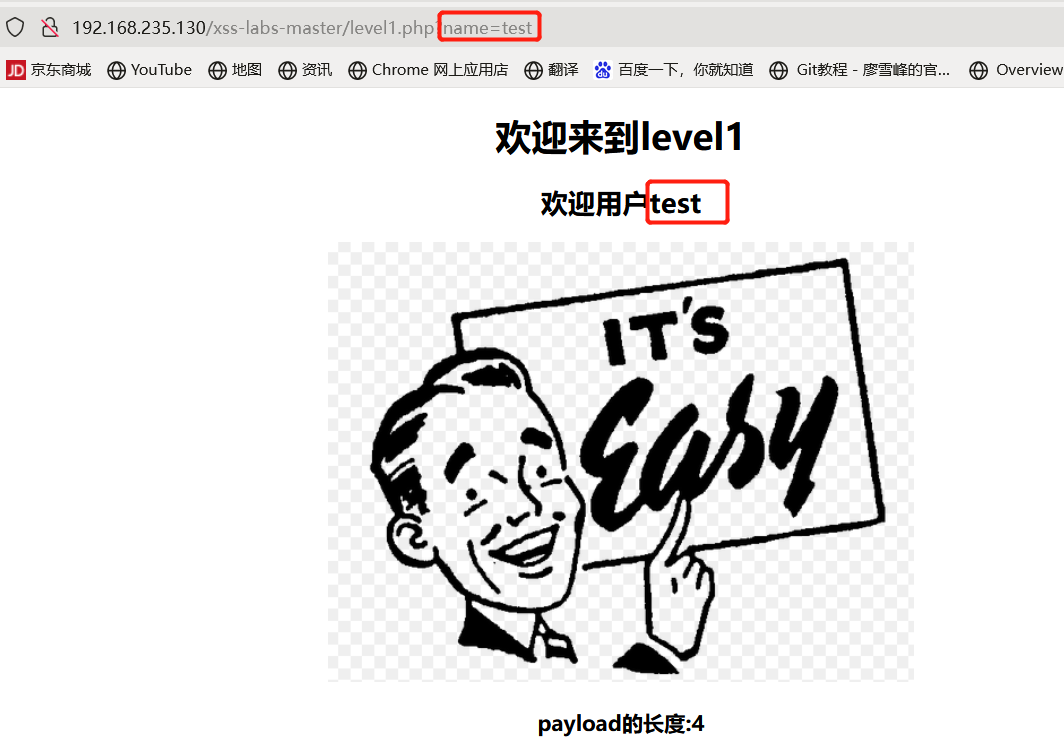 192.168.235.130/xss-labs-master/level1.php?name=test
JD 京东商城 YouTube 地图 资讯 Chrome 网上应用店 翻译 du 百度一下，你就知道 Git教程 - 廖雪峰的官... Overview
欢迎来到level1
欢迎用户test
IT'S
Easy
payload的长度:4